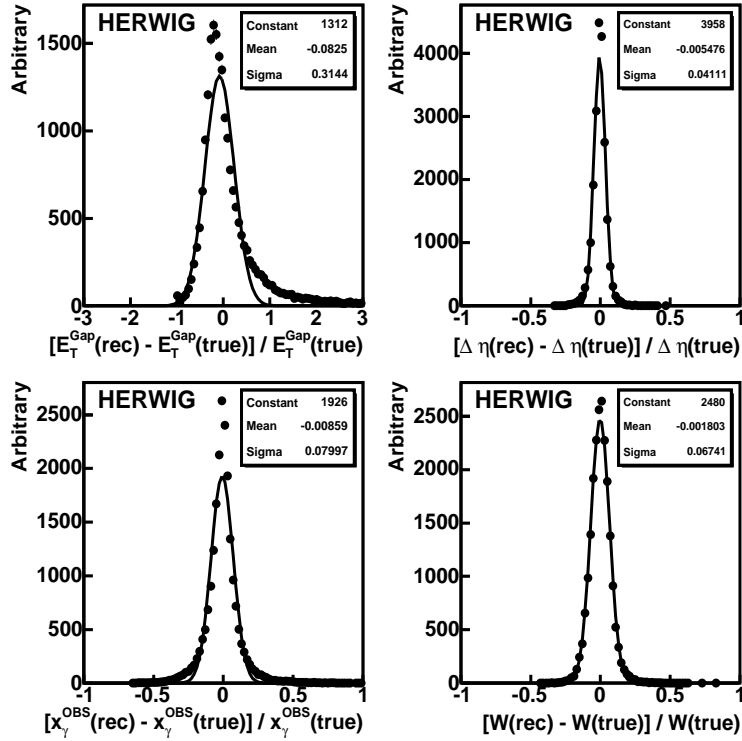 Arbitrary
HERWIG
Constant 1312
Mean -0.0825
Sigma 0.3144
1500
1000
500
0
-3 -2 -1 0 1 2 3
[E_T^Gap(rec) - E_T^Gap(true)] / E_T^Gap(true)
Arbitrary
HERWIG
Constant 3958
Mean -0.005476
Sigma 0.04111
4000
3000
2000
1000
0
-1 -0.5 0 0.5 1
[Δ η(rec) - Δ η(true)] / Δ η(true)
Arbitrary
HERWIG
Constant 1926
Mean -0.00859
Sigma 0.07997
2500
2000
1500
1000
500
0
-1 -0.5 0 0.5 1
[x_γ^OBS(rec) - x_γ^OBS(true)] / x_γ^OBS(true)
Arbitrary
HERWIG
Constant 2480
Mean -0.001803
Sigma 0.06741
2500
2000
1500
1000
500
0
-1 -0.5 0 0.5 1
[W(rec) - W(true)] / W(true)